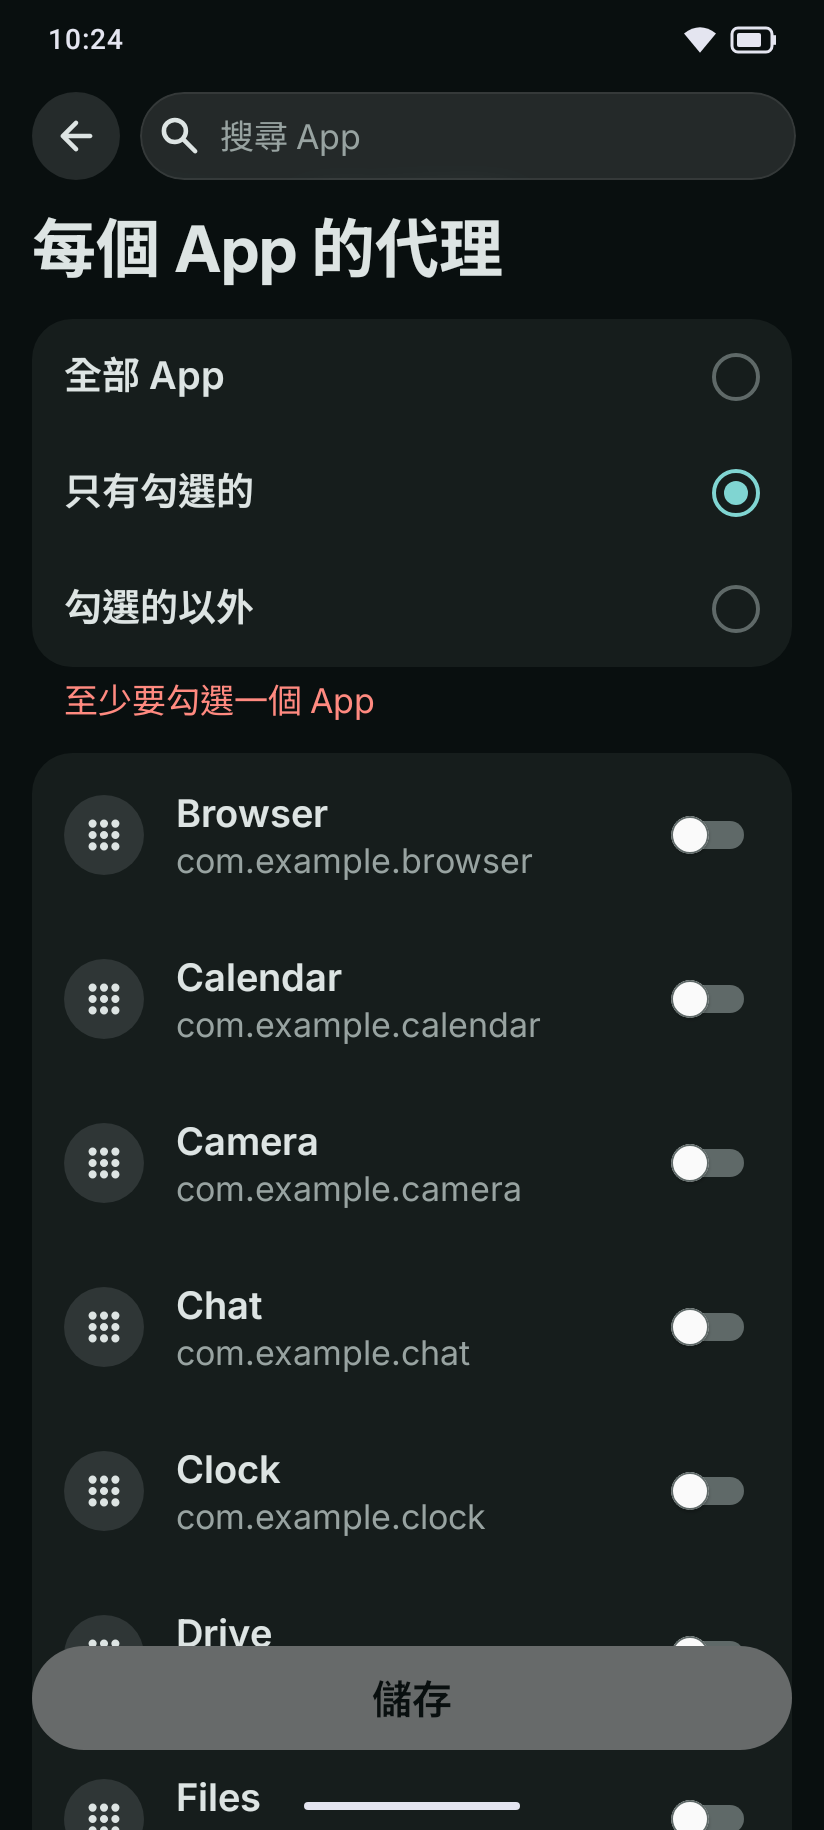 10:24
搜尋 App
每個 App 的代理
全部 App
只有勾選的
勾選的以外
至少要勾選一個 App
Browser
com.example.browser
Calendar
com.example.calendar
Camera
com.example.camera
Chat
com.example.chat
Clock
com.example.clock
Drive
儲存
Files